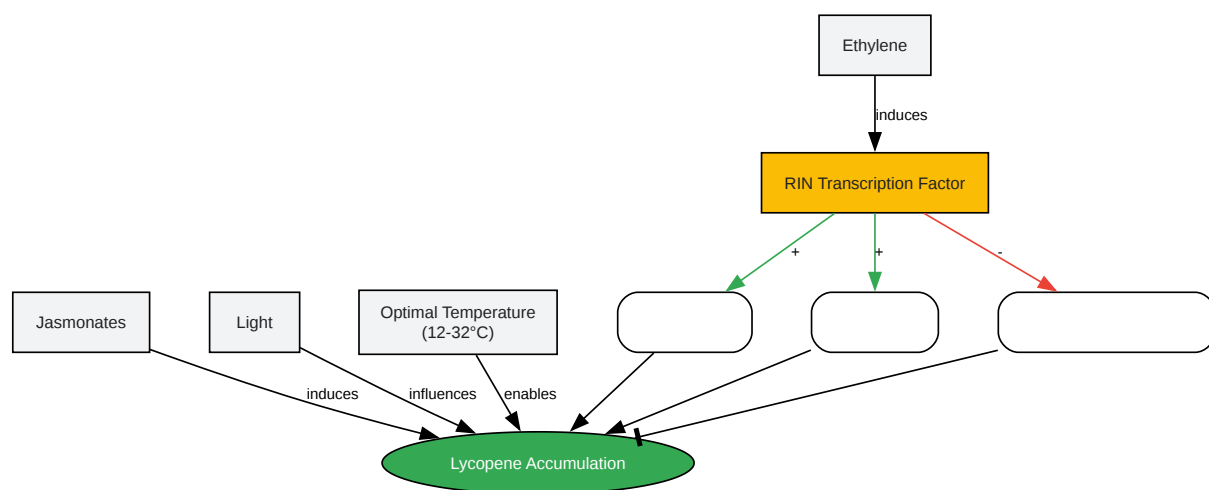 Ethylene
induces
RIN Transcription Factor
+
+
-
Jasmonates
Light
Optimal Temperature
(12-32°C)
induces
influences
enables
Lycopene Accumulation